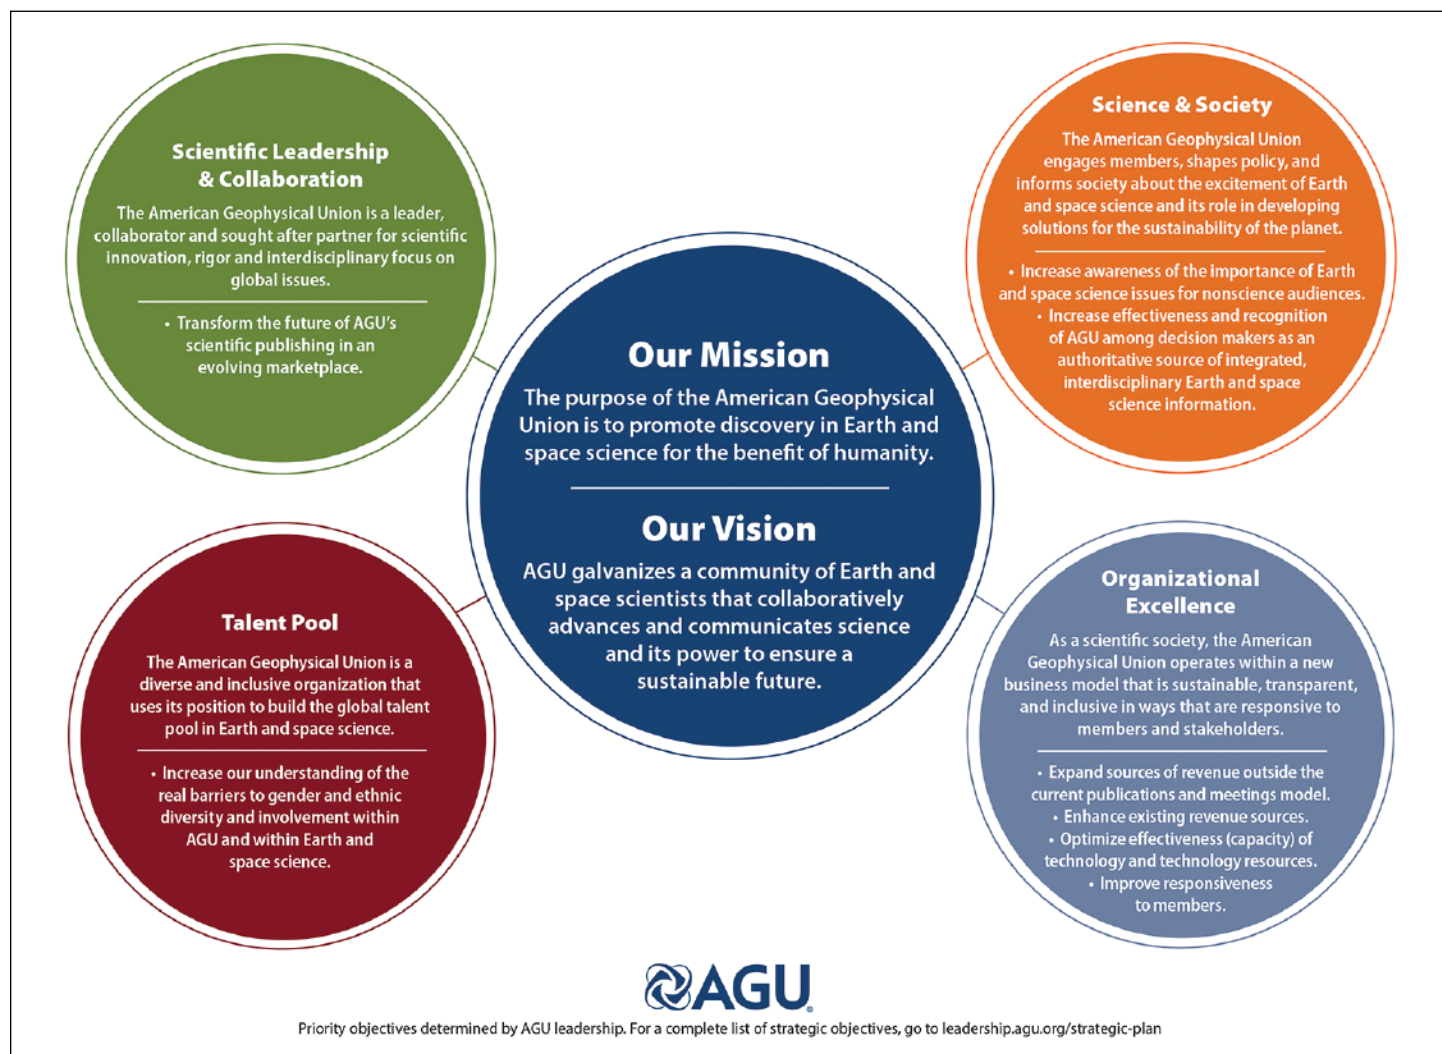 Scientific Leadership
& Collaboration
The American Geophysical Union is a leader,
collaborator and sought after partner for scientific
innovation, rigor and interdisciplinary focus on
global issues.
• Transform the future of AGU's
scientific publishing in an
evolving marketplace.
Science & Society
The American Geophysical Union
engages members, shapes policy, and
informs society about the excitement of Earth
and space science and its role in developing
solutions for the sustainability of the planet.
• Increase awareness of the importance of Earth
and space science issues for nonscience audiences.
• Increase effectiveness and recognition
of AGU among decision makers as an
authoritative source of integrated,
interdisciplinary Earth and space
science information.
Our Mission
The purpose of the American Geophysical
Union is to promote discovery in Earth and
space science for the benefit of humanity.
Our Vision
AGU galvanizes a community of Earth and
space scientists that collaboratively
advances and communicates science
and its power to ensure a
sustainable future.
Talent Pool
The American Geophysical Union is a
diverse and inclusive organization that
uses its position to build the global talent
pool in Earth and space science.
• Increase our understanding of the
real barriers to gender and ethnic
diversity and involvement within
AGU and within Earth and
space science.
Organizational
Excellence
As a scientific society, the American
Geophysical Union operates within a new
business model that is sustainable, transparent,
and inclusive in ways that are responsive to
members and stakeholders.
• Expand sources of revenue outside the
current publications and meetings model.
• Enhance existing revenue sources.
• Optimize effectiveness (capacity) of
technology and technology resources.
• Improve responsiveness
to members.
AGU®
Priority objectives determined by AGU leadership. For a complete list of strategic objectives, go to leadership.agu.org/strategic-plan